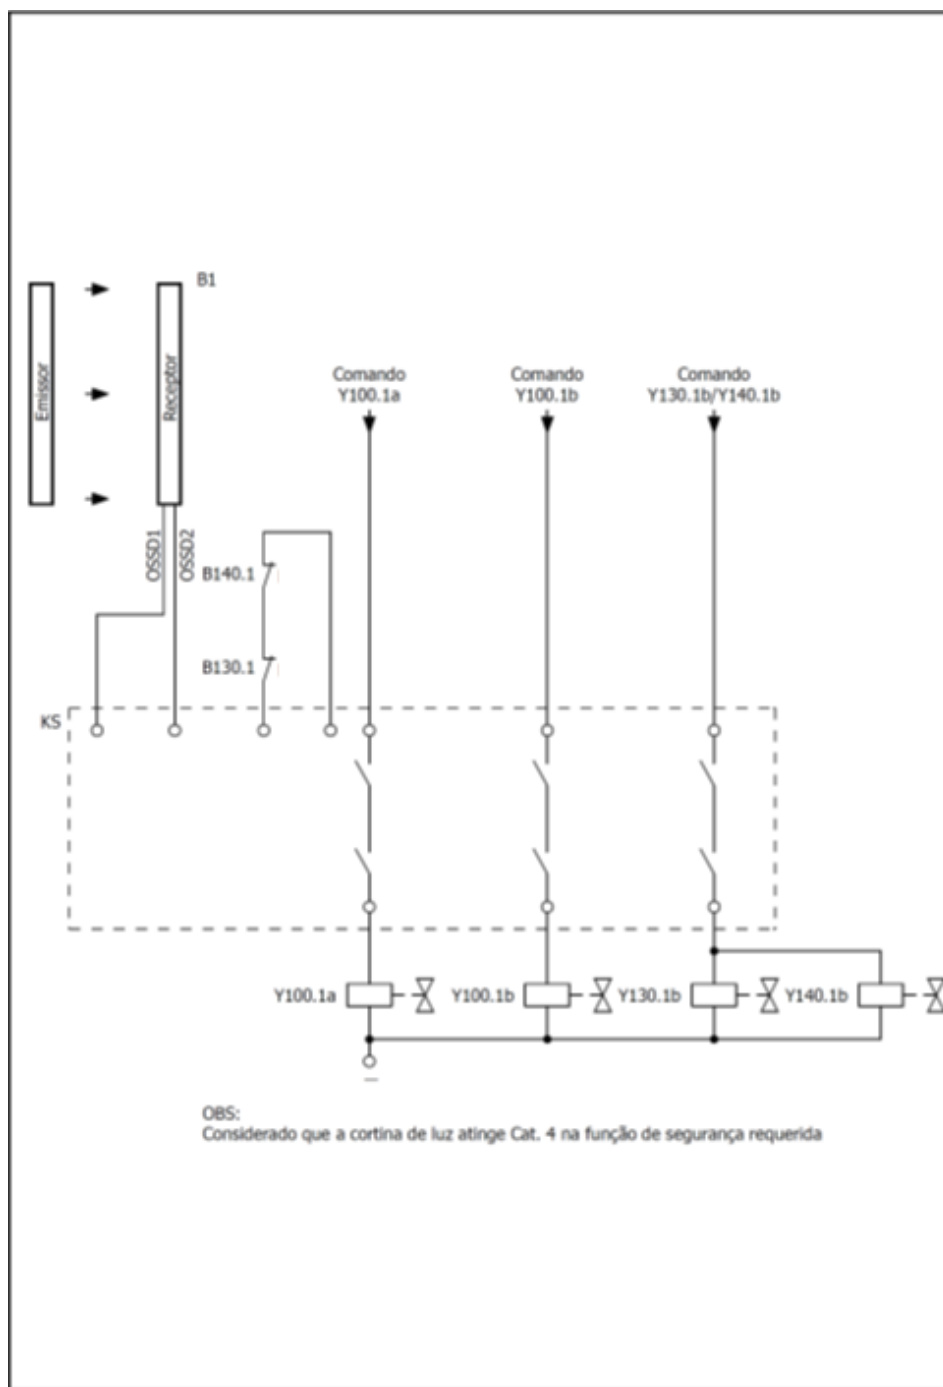 B1
Emissor
Receptor
Comando
Y100.1a
Comando
Y100.1b
Comando
Y130.1b/Y140.1b
OSSD1
OSSD2
B140.1
B130.1
KS
Y100.1a
Y100.1b
Y130.1b
Y140.1b
OBS:
Considerado que a cortina de luz atinge Cat. 4 na função de segurança requerida